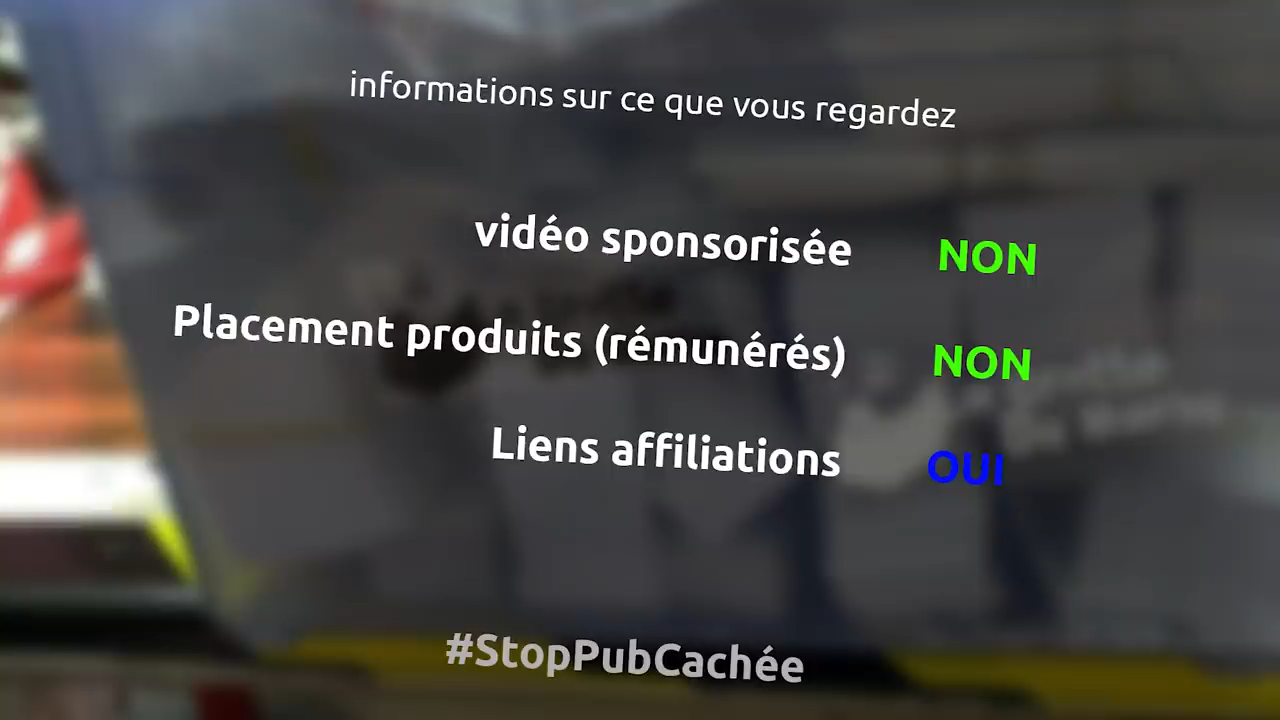 informations sur ce que vous regardez
vidéo sponsorisée NON
Placement produits (rémunérés) NON
Liens affiliations OUI
#StopPubCachée